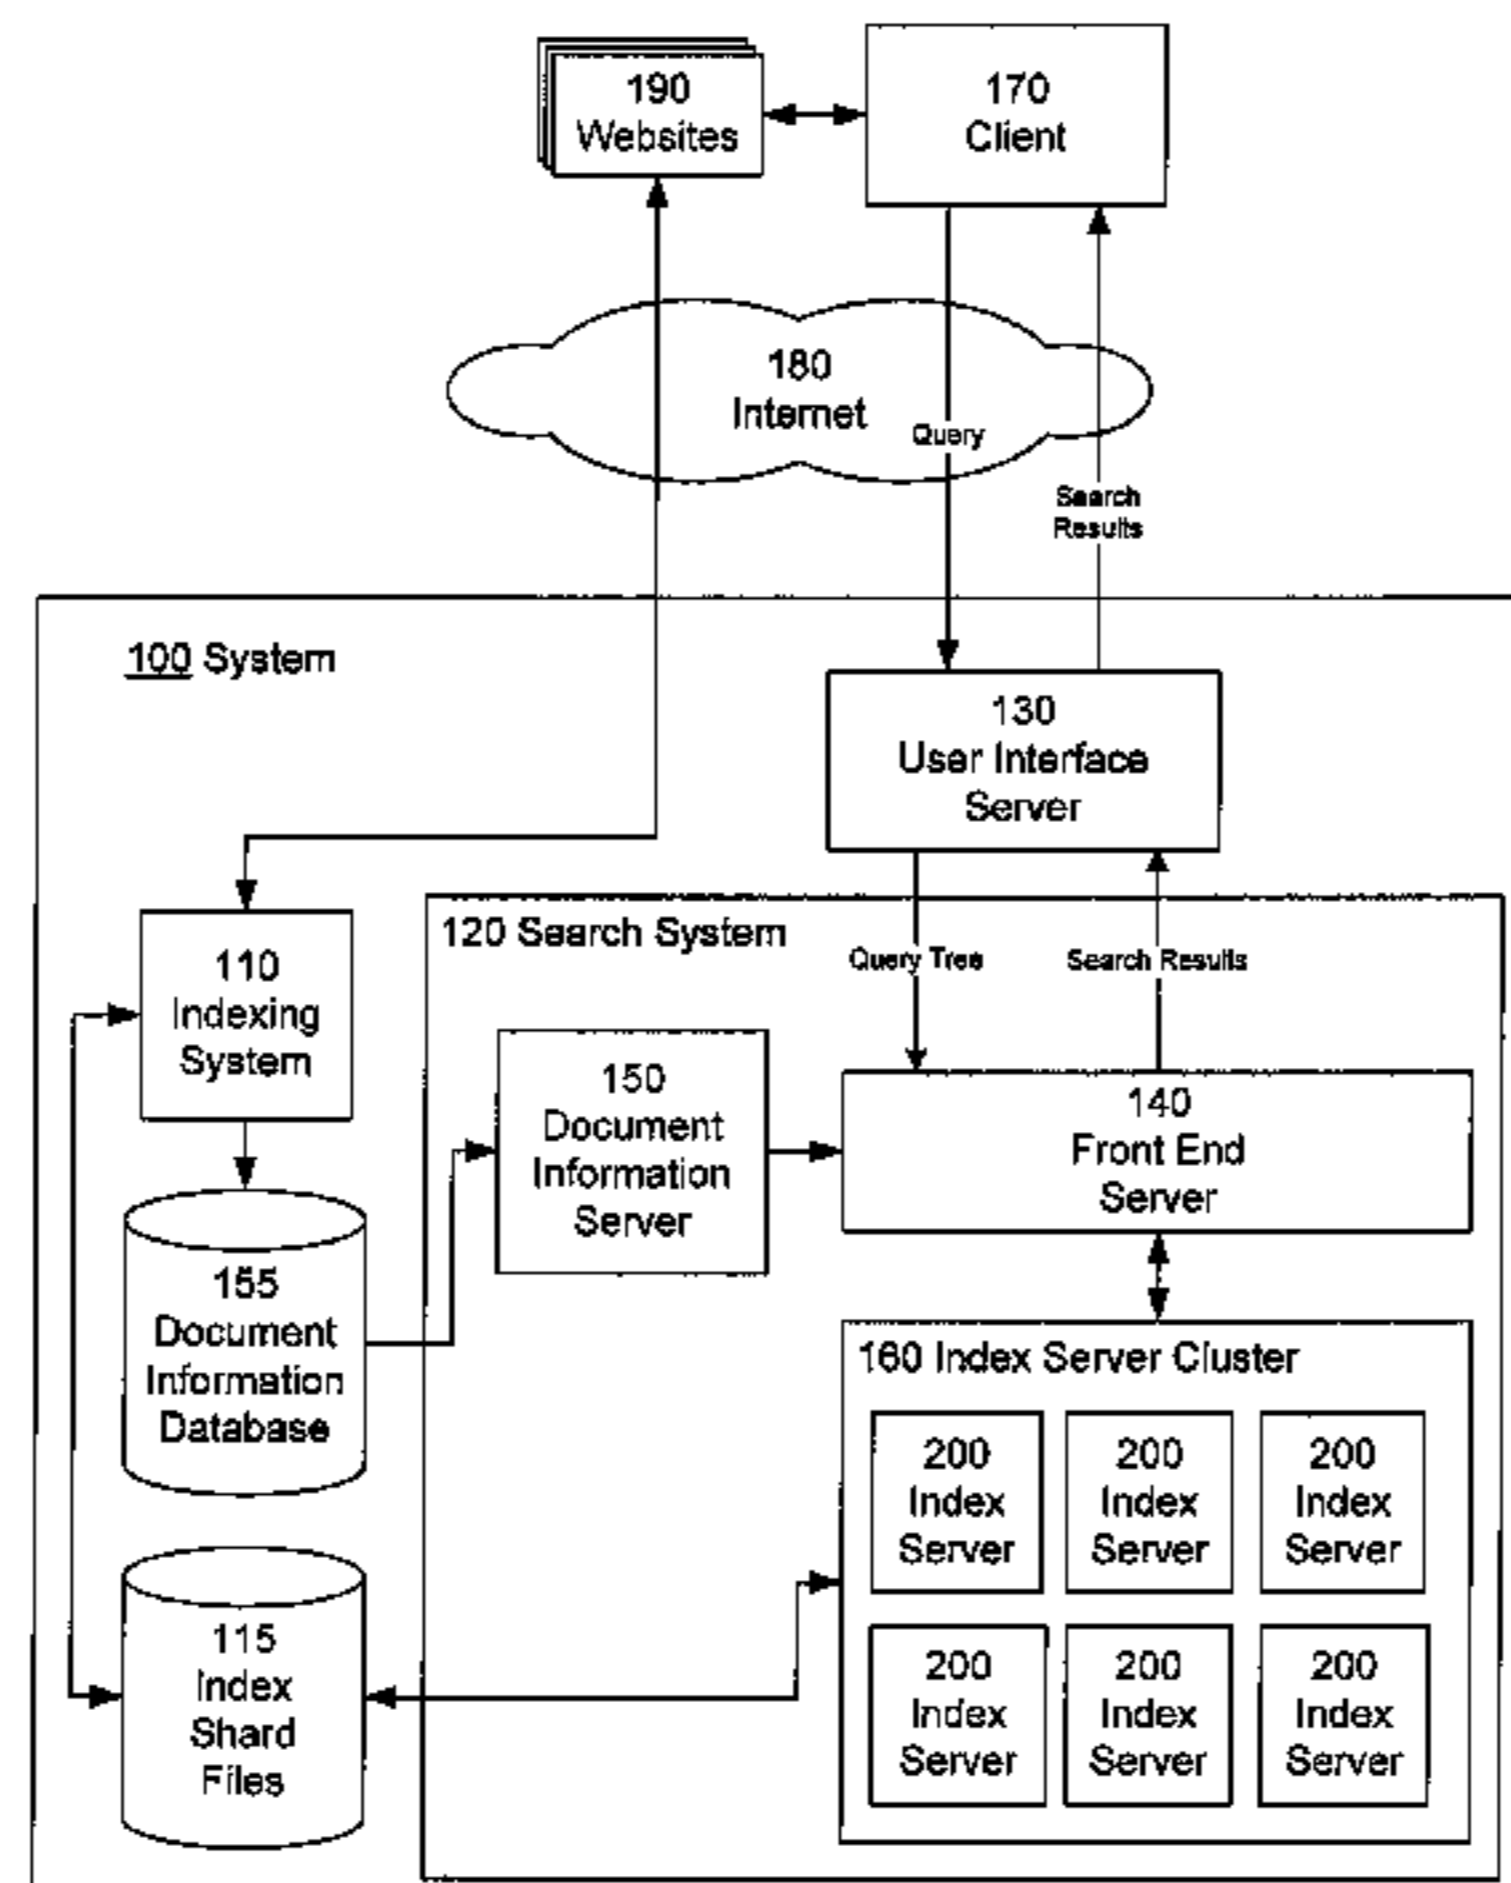 190
Websites
170
Client
180
Internet
Query
Search
Results
100 System
130
User Interface
Server
120 Search System
Query Tree
Search Results
110
Indexing
System
150
Document
Information
Server
140
Front End
Server
155
Document
Information
Database
160 Index Server Cluster
200
Index
Server
200
Index
Server
200
Index
Server
115
Index
Shard
Files
200
Index
Server
200
Index
Server
200
Index
Server